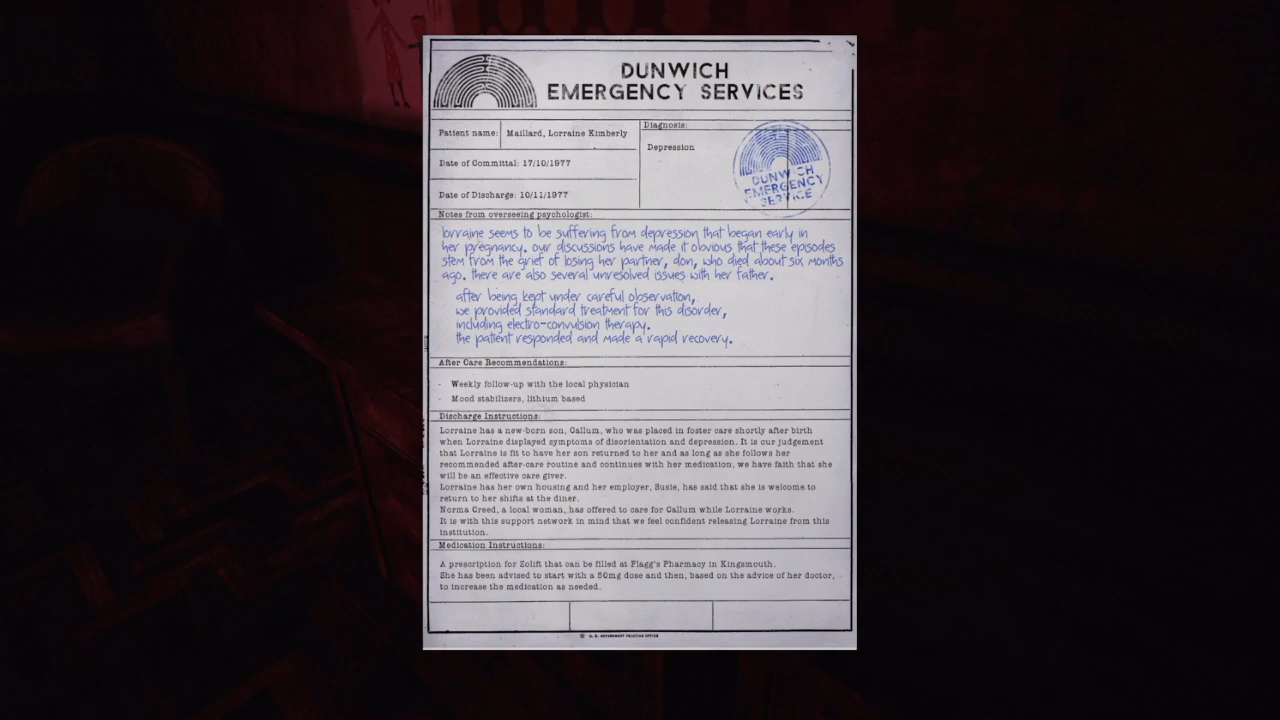 DUNWICH
EMERGENCY SERVICES
Patient name:
Maillard, Lorraine Kimberly
Date of Committal: 17/10/1977
Date of Discharge: 10/11/1977
Diagnosis:
Depression
DUNWICH
EMERGENCY
SERVICE
Notes from overseeing psychologist:
lorraine seems to be suffering from depression that began early in
her pregnancy. our discussions have made it obvious that these episodes
stem from the grief of losing her partner, don, who died about six months
ago. there are also several unresolved issues with her father.
after being kept under careful observation,
we provided standard treatment for this disorder,
including electro-convulsion therapy.
the patient responded and made a rapid recovery.
After Care Recommendations:
- Weekly follow-up with the local physician
- Mood stabilizers, lithium based
Discharge Instructions:
Lorraine has a new-born son, Callum, who was placed in foster care shortly after birth
when Lorraine displayed symptoms of disorientation and depression. It is our judgement
that Lorraine is fit to have her son returned to her and as long as she follows her
recommended after-care routine and continues with her medication, we have faith that she
will be an effective care giver.
Lorraine has her own housing and her employer, Susie, has said that she is welcome to
return to her shifts at the diner.
Norma Creed, a local woman, has offered to care for Callum while Lorraine works.
It is with this support network in mind that we feel confident releasing Lorraine from this
institution.
Medication Instructions:
A prescription for Zolift that can be filled at Flagg's Pharmacy in Kingsmouth.
She has been advised to start with a 50mg dose and then, based on the advice of her doctor,
to increase the medication as needed.
U. S. GOVERNMENT PRINTING OFFICE